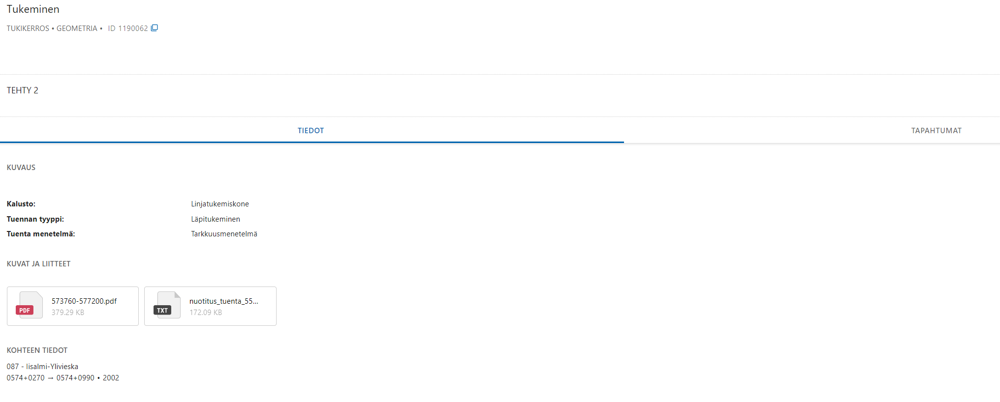 Tukeminen
TUKIKERROS • GEOMETRIA • ID 1190062
TEHTY 2
TIEDOT
TAPAHTUMAT
KUVAUS
Kalusto: Linjatukemiskone
Tuennan tyyppi: Läpitukeminen
Tuenta menetelmä: Tarkkuusmenetelmä
KUVAT JA LIITTEET
PDF
573760-577200.pdf
379.29 KB
TXT
nuotitus_tuenta_55...
172.09 KB
KOHTEEN TIEDOT
087 - Iisalmi-Ylivieska
0574+0270 → 0574+0990 • 2002